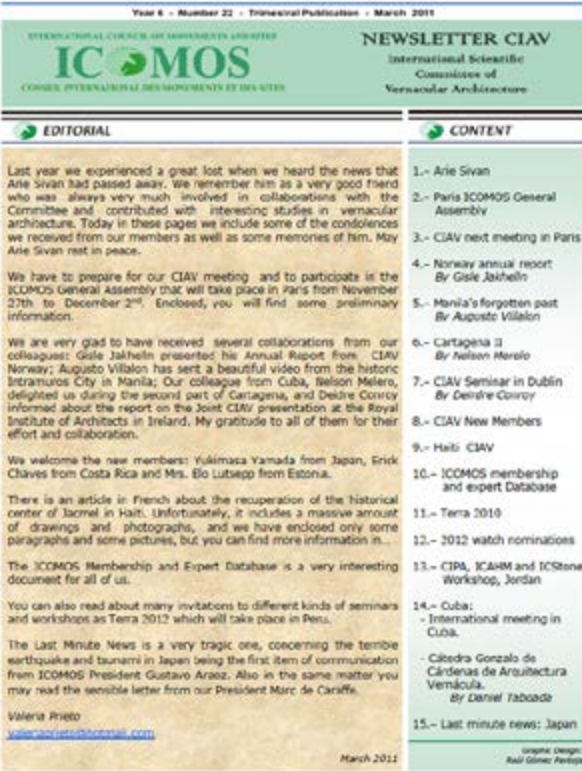 Year 6 - Number 22 - Trimestral Publication - March 2011
INTERNATIONAL COUNCIL ON MONUMENTS AND SITES
ICOMOS
CONSEIL INTERNATIONAL DES MONUMENTS ET DES SITES
NEWSLETTER CIAV
International Scientific
Committee of
Vernacular Architecture
EDITORIAL
Last year we experienced a great lost when we heard the news that
Arie Sivan had passed away. We remember him as a very good friend
who was always very much involved in collaborations with the
Committee and contributed with interesting studies in vernacular
architecture. Today in these pages we include some of the condolences
we received from our members as well as some memories of him. May
Arie Sivan rest in peace.
We have to prepare for our CIAV meeting and to participate in the
ICOMOS General Assembly that will take place in Paris from November
27th to December 2nd. Enclosed, you will find some preliminary
information.
We are very glad to have received several collaborations from our
colleagues: Gisle Jakhelln presented his Annual Report from CIAV
Norway; Augusto Villalon has sent a beautiful video from the historic
Intramuros City in Manila; Our colleague from Cuba, Nelson Melero,
delighted us during the second part of Cartagena, and Deidre Conroy
informed about the report on the Joint CIAV presentation at the Royal
Institute of Architects in Ireland. My gratitude to all of them for their
effort and collaboration.
We welcome the new members: Yukimasa Yamada from Japan, Erick
Chaves from Costa Rica and Mrs. Elo Lutsepp from Estonia.
There is an article in French about the recuperation of the historical
center of Jacmel in Haiti. Unfortunately, it includes a massive amount
of drawings and photographs, and we have enclosed only some
paragraphs and some pictures, but you can find more information in...
The ICOMOS Membership and Expert Database is a very interesting
document for all of us.
You can also read about many invitations to different kinds of seminars
and workshops as Terra 2012 which will take place in Peru.
The Last Minute News is a very tragic one, concerning the terrible
earthquake and tsunami in Japan being the first item of communication
from ICOMOS President Gustavo Araoz. Also in the same matter you
may read the sensible letter from our President Marc de Caraffe.
Valeria Prieto
valeriaprieto@hotmail.com
March 2011
CONTENT
1.- Arie Sivan
2.- Paris ICOMOS General
Assembly
3.- CIAV next meeting in Paris
4.- Norway annual report
By Gisle Jakhelln
5.- Manila's forgotten past
By Augusto Villalon
6.- Cartagena II
By Nelson Melero
7.- CIAV Seminar in Dublin
By Deirdre Conroy
8.- CIAV New Members
9.- Haiti CIAV
10.- ICOMOS membership
and expert Database
11.- Terra 2010
12.- 2012 watch nominations
13.- CIPA, ICAHM and ICStone
Workshop, Jordan
14.- Cuba:
- International meeting in
Cuba.
- Cátedra Gonzalo de
Cárdenas de Arquitectura
Vernácula.
By Daniel Taboada
15.- Last minute news: Japan
Graphic Design:
Raúl Gómez